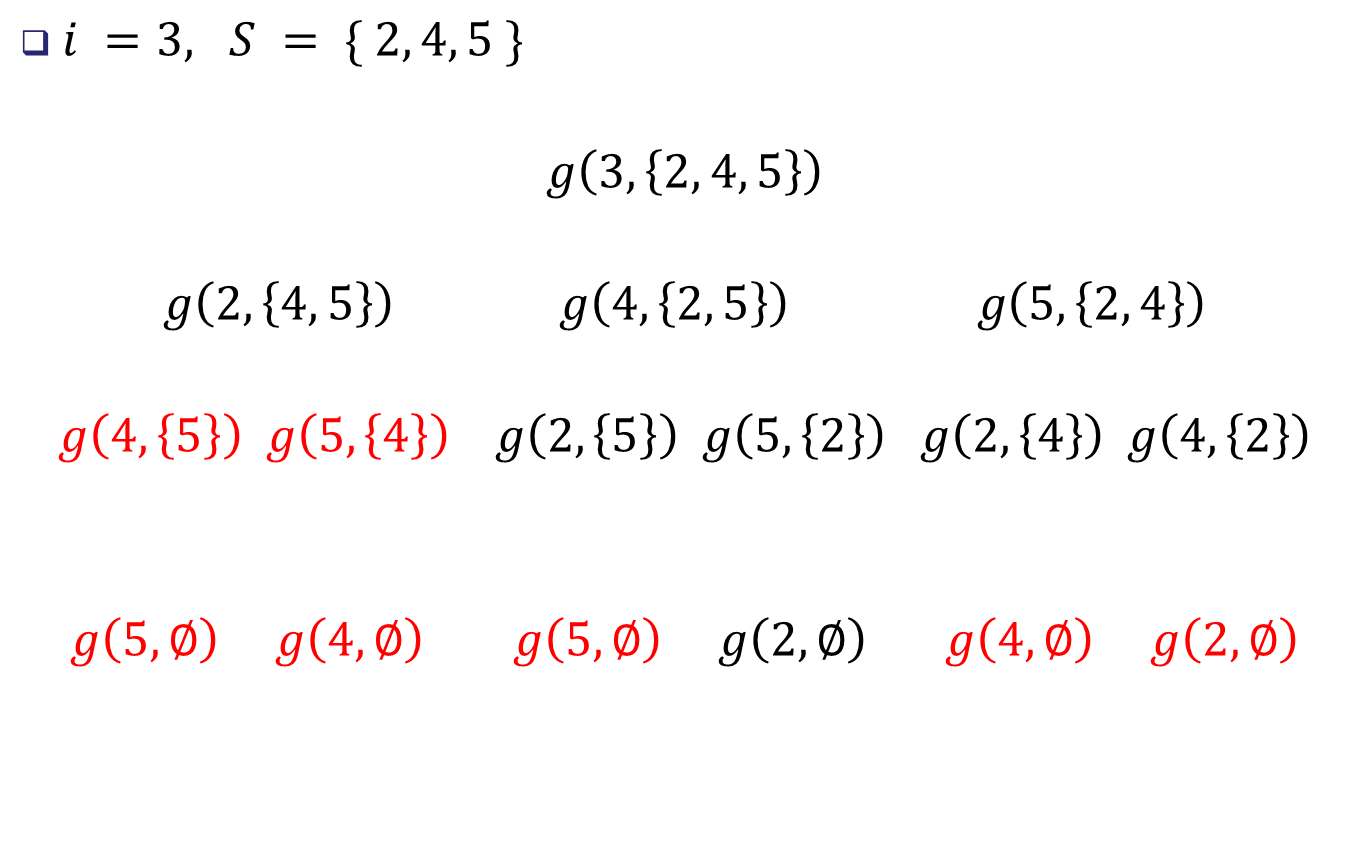 ❑ i = 3, S = { 2, 4, 5 }
g(3, {2, 4, 5})
g(2, {4, 5}) g(4, {2, 5}) g(5, {2, 4})
g(4, {5}) g(5, {4}) g(2, {5}) g(5, {2}) g(2, {4}) g(4, {2})
g(5, ∅) g(4, ∅) g(5, ∅) g(2, ∅) g(4, ∅) g(2, ∅)